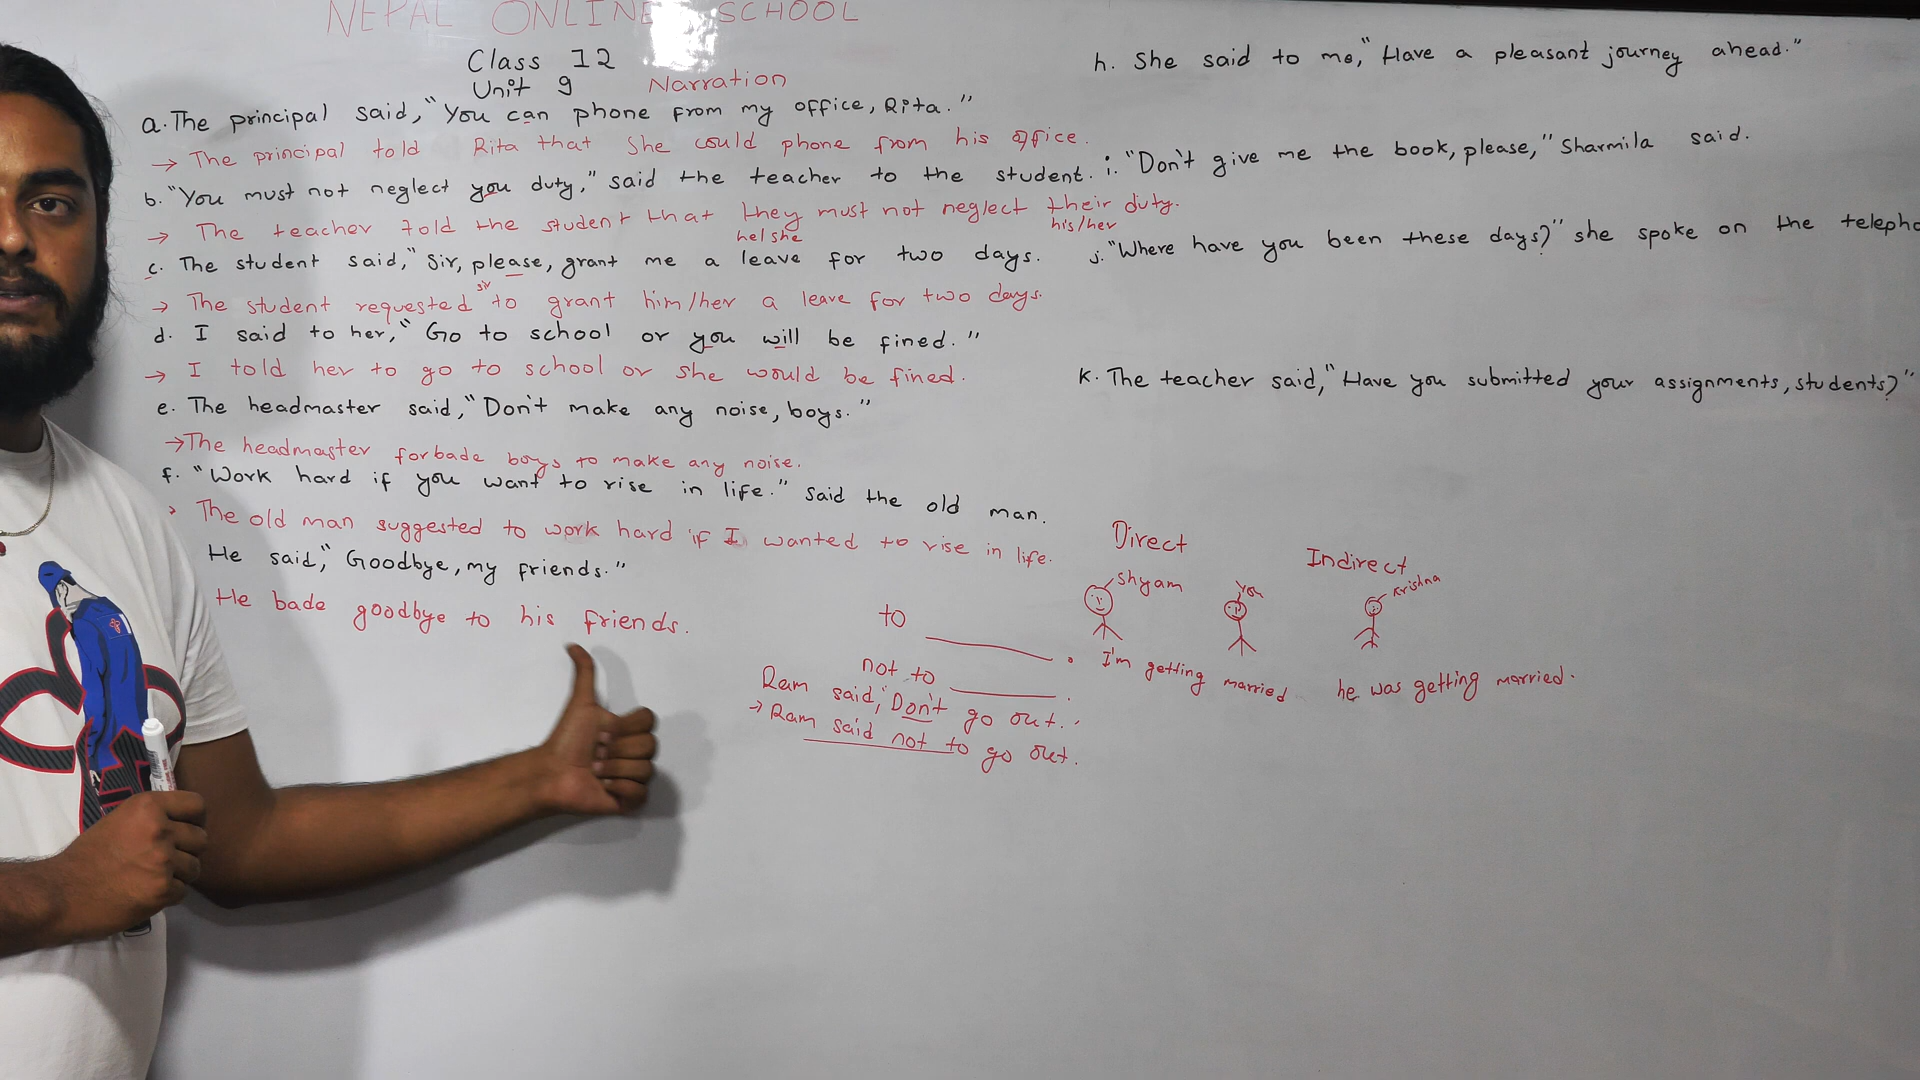 NEPAL ONLINE SCHOOL
Class 12
Unit 9 Narration
a. The principal said, "You can phone from my office, Rita."
→ The principal told Rita that She could phone from his office.
b. "You must not neglect you duty," said the teacher to the student.
→ The teacher told the student that they must not neglect their duty.
he/she his/her
c. The student said, "Sir, please, grant me a leave for two days.
sir
→ The student requested to grant him/her a leave for two days.
d. I said to her, "Go to school or you will be fined."
→ I told her to go to school or she would be fined.
e. The headmaster said, "Don't make any noise, boys."
→ The headmaster forbade boys to make any noise.
f. "Work hard if you want to rise in life." said the old man.
The old man suggested to work hard if I wanted to rise in life.
He said, "Goodbye, my friends."
He bade goodbye to his friends.
h. She said to me, "Have a pleasant journey ahead."
i. "Don't give me the book, please," Sharmila said.
j. "Where have you been these days?" she spoke on the telepho
k. The teacher said, "Have you submitted your assignments, students?"
Direct
Indirect
Shyam
You
Krishna
I'm getting married
he was getting married.
to ______.
not to ______.
Ram said, "Don't go out."
→ Ram said not to go out.